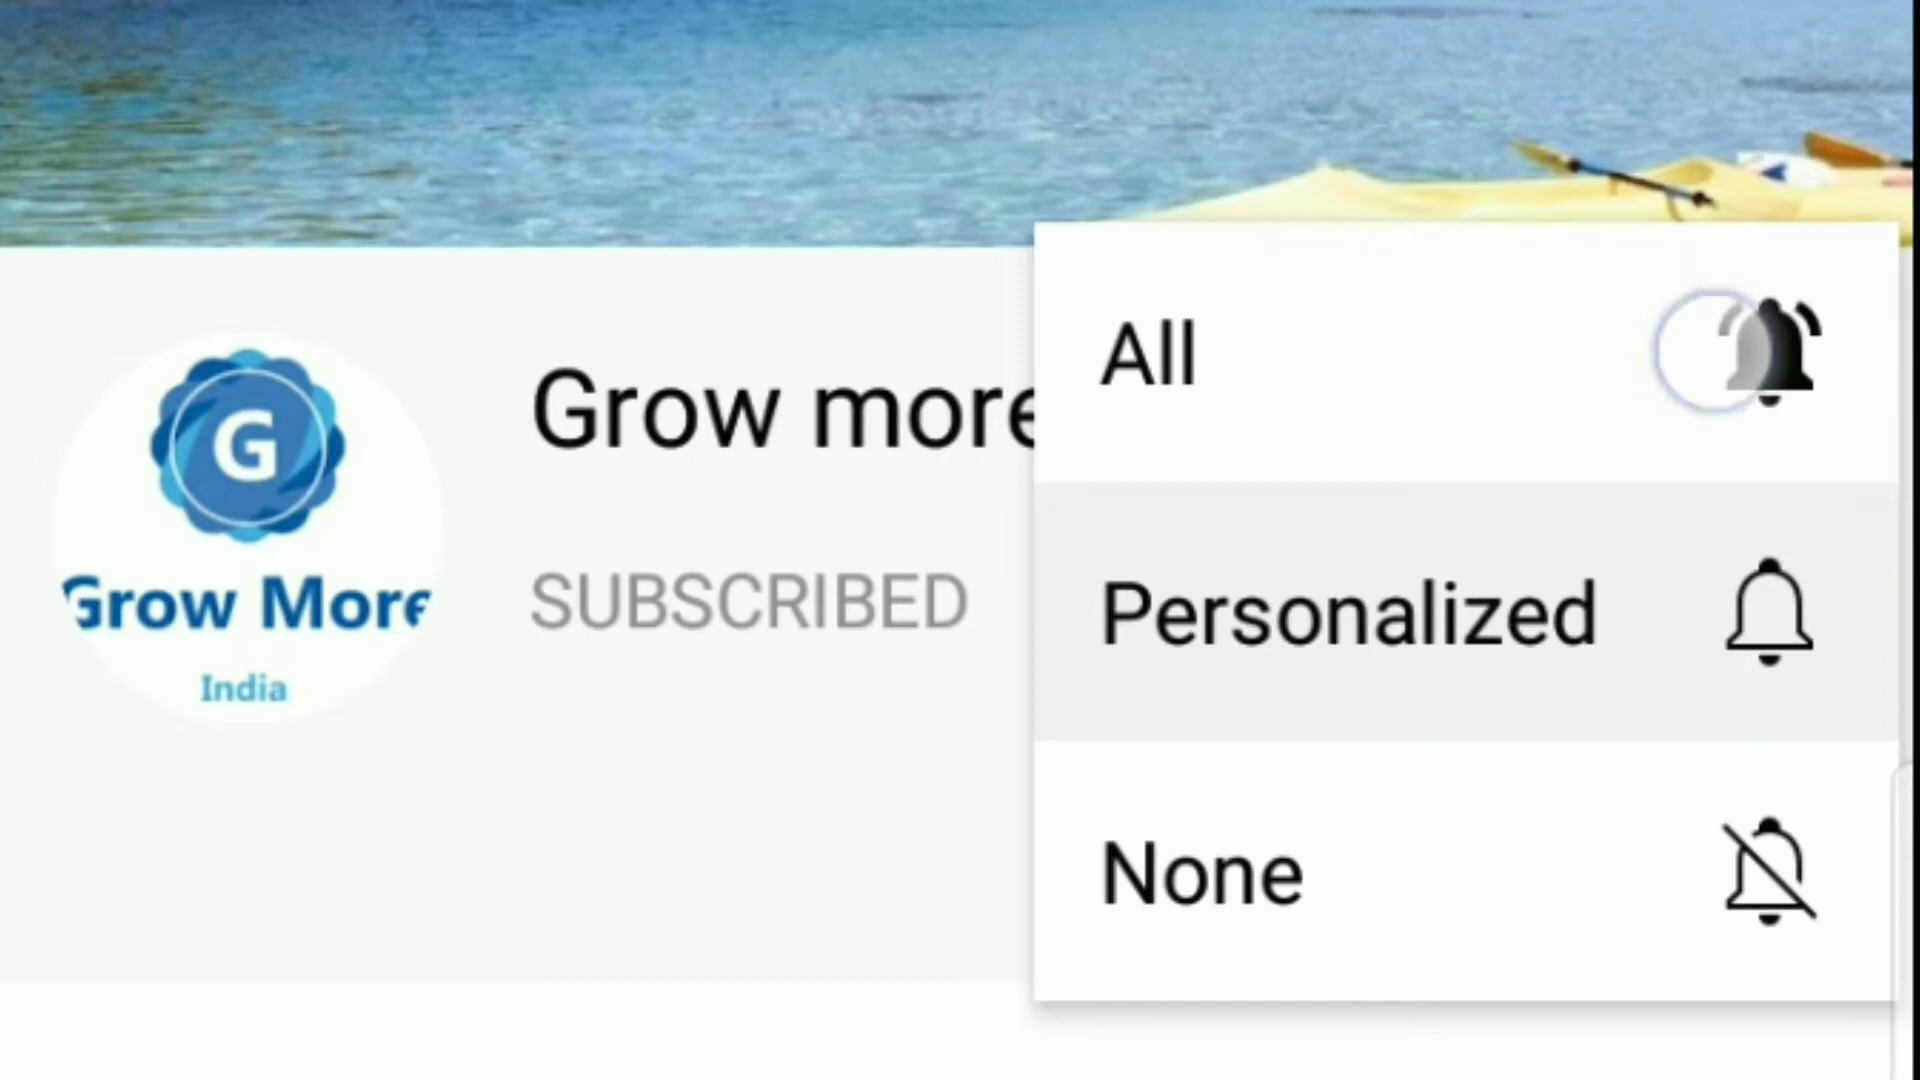 G
Grow More
India
Grow more
SUBSCRIBED
All
Personalized
None